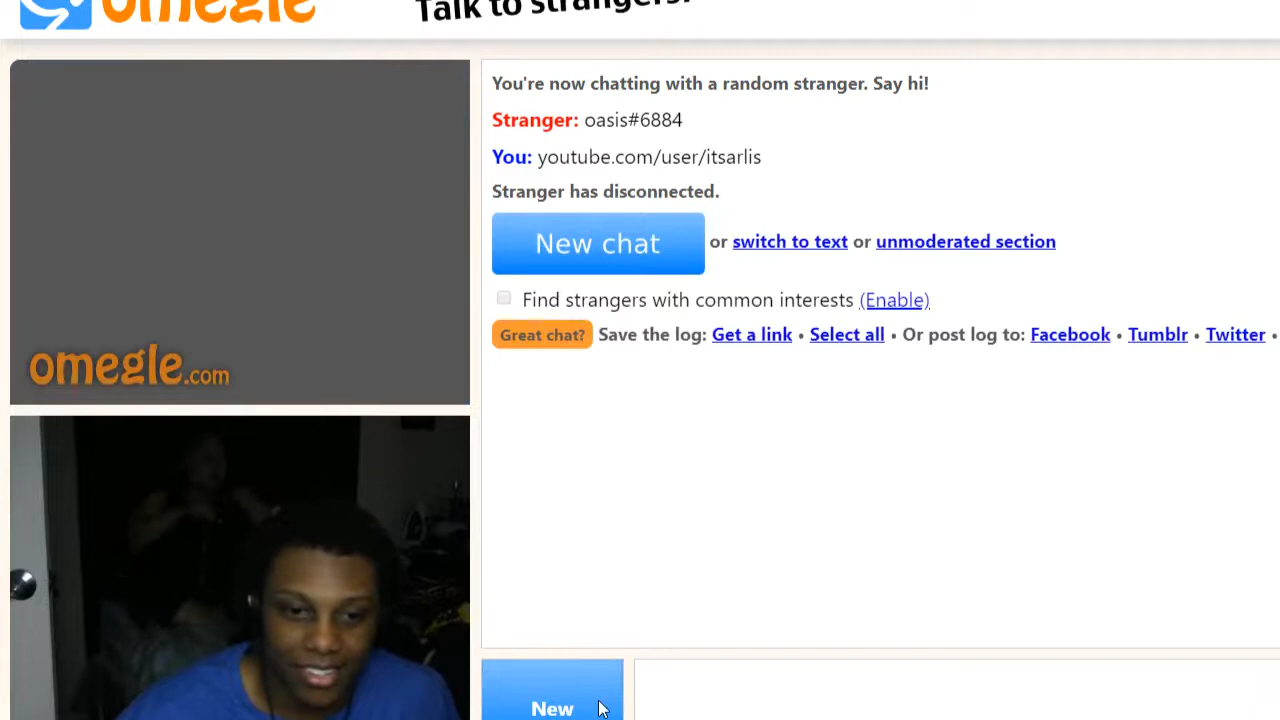 omegle
Talk to strangers!
You're now chatting with a random stranger. Say hi!
Stranger: oasis#6884
You: youtube.com/user/itsarlis
Stranger has disconnected.
New chat or switch to text or unmoderated section
Find strangers with common interests (Enable)
Great chat? Save the log: Get a link • Select all • Or post log to: Facebook • Tumblr • Twitter •
omegle.com
New